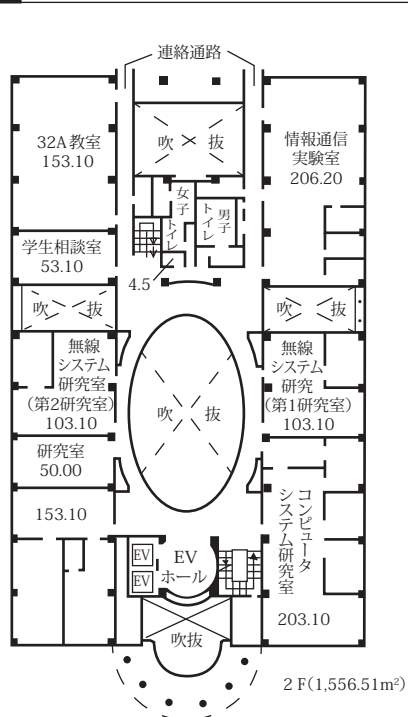 連絡通路
吹抜
32A教室
153.10
情報通信
実験室
206.20
女子
トイレ
男子
トイレ
学生相談室
53.10
4.5
吹抜
吹抜
無線
システム
研究室
(第2研究室)
103.10
無線
システム
研究
(第1研究室)
103.10
吹抜
研究室
50.00
153.10
コンピュータ
システム研究室
203.10
EV
EV
EV
ホール
吹抜
2 F(1,556.51m²)